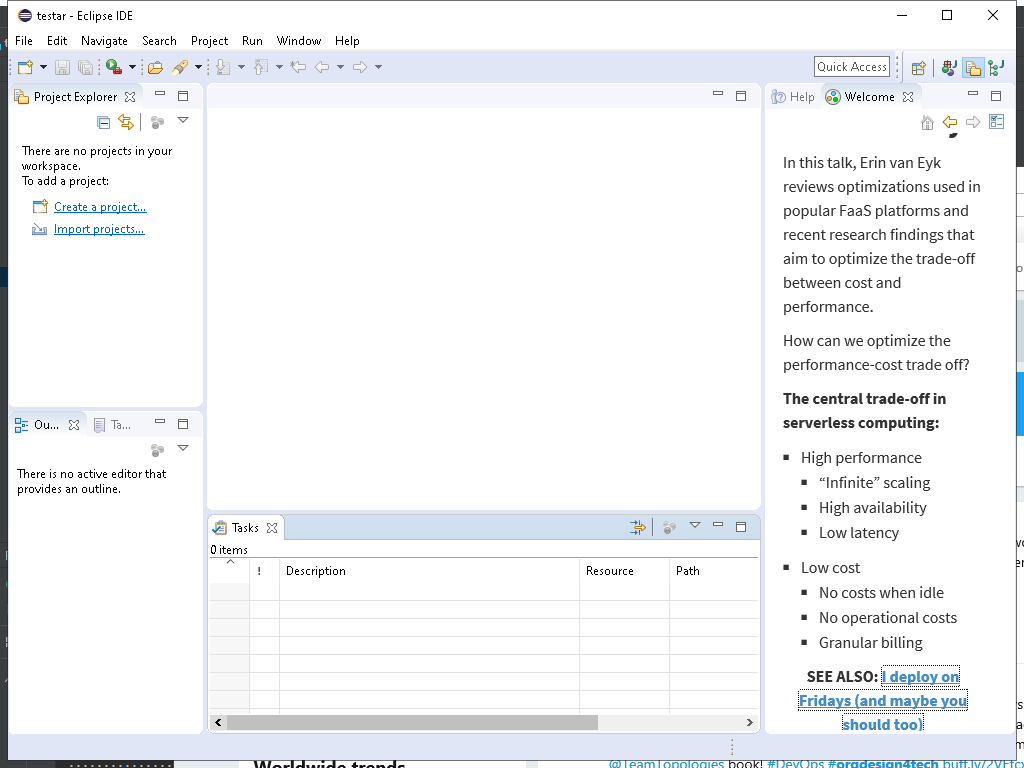 testar - Eclipse IDE
File Edit Navigate Search Project Run Window Help
Quick Access
Project Explorer
There are no projects in your
workspace.
To add a project:
Create a project...
Import projects...
Ou...
Ta...
There is no active editor that
provides an outline.
Tasks
0 items
! Description Resource Path
Help
Welcome
In this talk, Erin van Eyk
reviews optimizations used in
popular FaaS platforms and
recent research findings that
aim to optimize the trade-off
between cost and
performance.
How can we optimize the
performance-cost trade off?
The central trade-off in
serverless computing:
High performance
“Infinite” scaling
High availability
Low latency
Low cost
No costs when idle
No operational costs
Granular billing
SEE ALSO: I deploy on
Fridays (and maybe you
should too)
Worldwide trends
@TeamTopologies book! #DevOps #orgdesign4tech